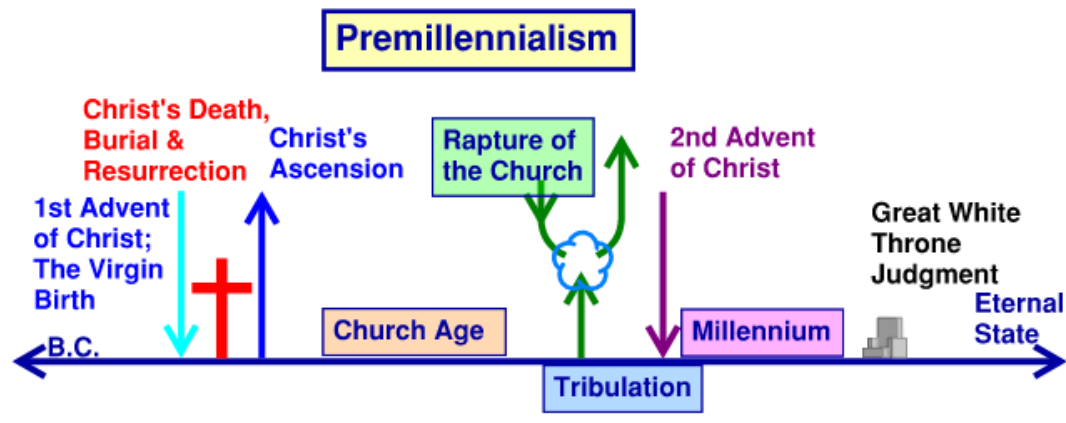 Premillennialism
Christ's Death,
Burial &
Resurrection
Christ's
Ascension
Rapture of
the Church
2nd Advent
of Christ
1st Advent
of Christ;
The Virgin
Birth
Great White
Throne
Judgment
Eternal
State
B.C.
Church Age
Millennium
Tribulation